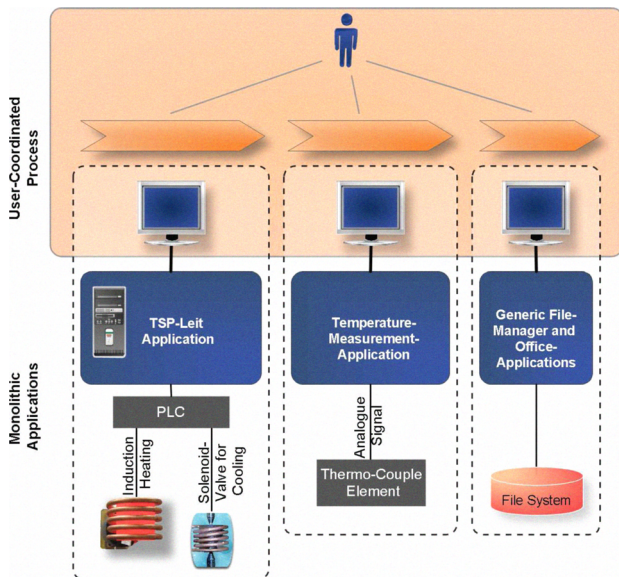 User-Coordinated
Process
TSP-Leit
Application
Temperature-
Measurement-
Application
Generic File-
Manager and
Office-
Applications
Monolithic
Applications
PLC
Induction
Heating
Solenoid-
Valve for
Cooling
Analogue
Signal
Thermo-Couple
Element
File System